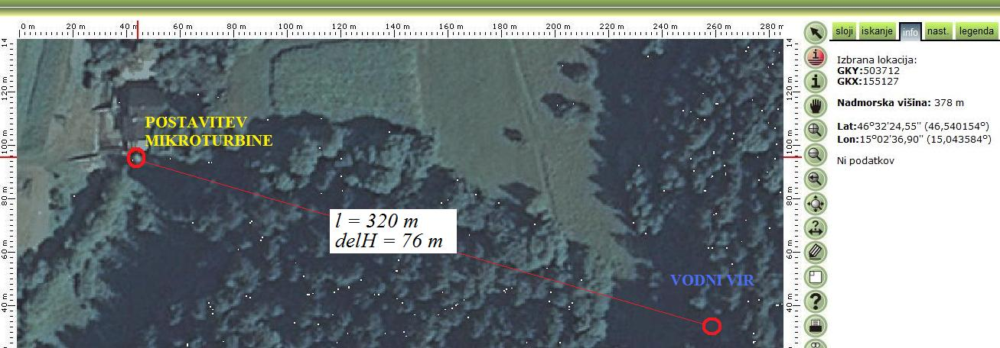 0 m 20 m 40 m 60 m 80 m 100 m 120 m 140 m 160 m 180 m 200 m 220 m 240 m 260 m 280 m
sloji iskanje info nast. legenda
Izbrana lokacija:
GKY:503712
GKX:155127
Nadmorska višina: 378 m
Lat:46°32'24,55'' (46,540154°)
Lon:15°02'36,90'' (15,043584°)
Ni podatkov
14
120 m
100 m
80 m
60 m
40 m
POSTAVITEV
MIKROTURBINE
l = 320 m
delH = 76 m
VODNI VIR
14
120 m
100 m
80 m
60 m
40 m